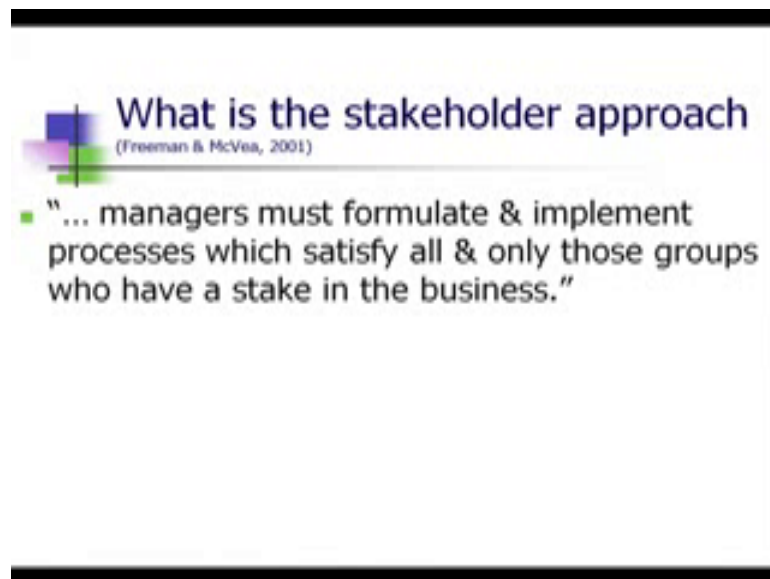 What is the stakeholder approach
(Freeman & McVea, 2001)
"... managers must formulate & implement
processes which satisfy all & only those groups
who have a stake in the business."